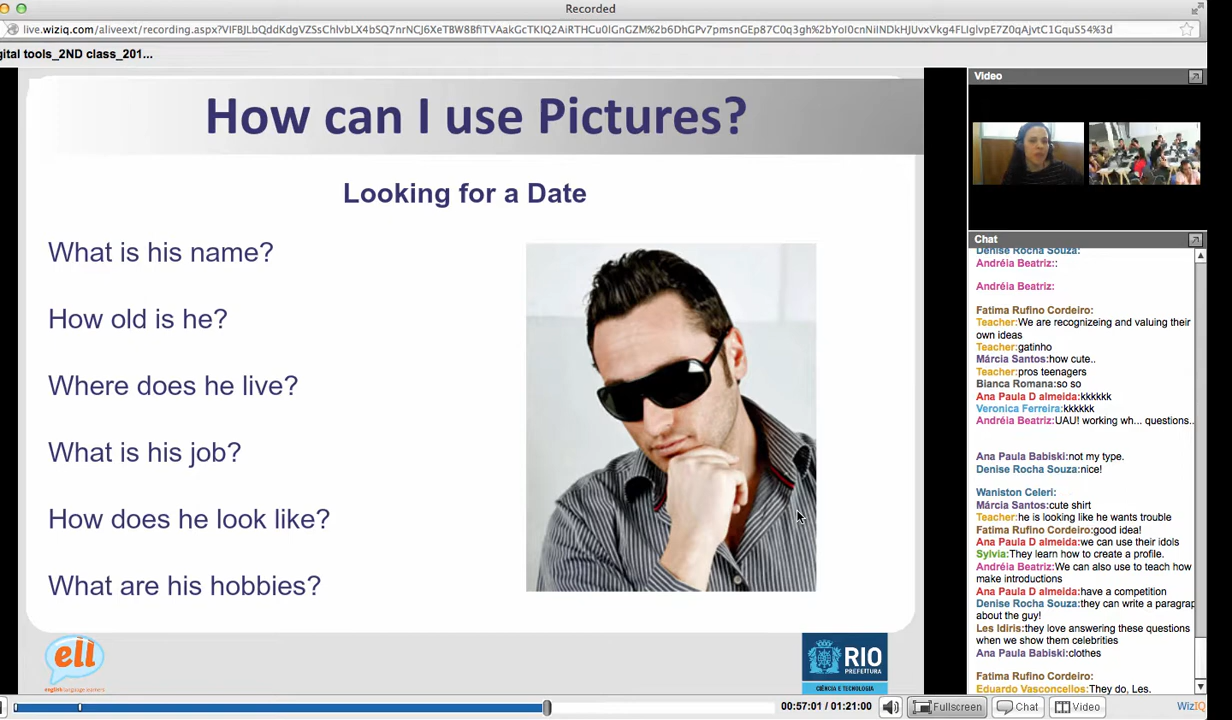 Recorded
live.wiziq.com/aliveext/recording.aspx?
gital tools_2ND class_201...
How can I use Pictures?
Looking for a Date
What is his name?
How old is he?
Where does he live?
What is his job?
How does he look like?
What are his hobbies?
ell
english language learners
RIO
PREFEITURA
CIÊNCIA E TECNOLOGIA
Video
Chat
Denise Rocha Souza:
Andréia Beatriz::
Andréia Beatriz:
Fatima Rufino Cordeiro:
Teacher:We are recognizeing and valuing their
own ideas
Teacher:gatinho
Márcia Santos:how cute..
Teacher:pros teenagers
Bianca Romana:so so
Ana Paula D almeida:kkkkkk
Veronica Ferreira:kkkkkk
Andréia Beatriz:UAU! working wh... questions..
Ana Paula Babiski:not my type.
Denise Rocha Souza:nice!
Waniston Celeri:
Márcia Santos:cute shirt
Teacher:he is looking like he wants trouble
Fatima Rufino Cordeiro:good idea!
Ana Paula D almeida:we can use their idols
Sylvia:They learn how to create a profile.
Andréia Beatriz:We can also use to teach how
make introductions
Ana Paula D almeida:have a competition
Denise Rocha Souza:they can write a paragrap
about the guy!
Les Idiris:they love answering these questions
when we show them celebrities
Ana Paula Babiski:clothes
Fatima Rufino Cordeiro:
Eduardo Vasconcellos:They do, Les.
00:57:01 / 01:21:00
Fullscreen
Chat
Video
WizIQ